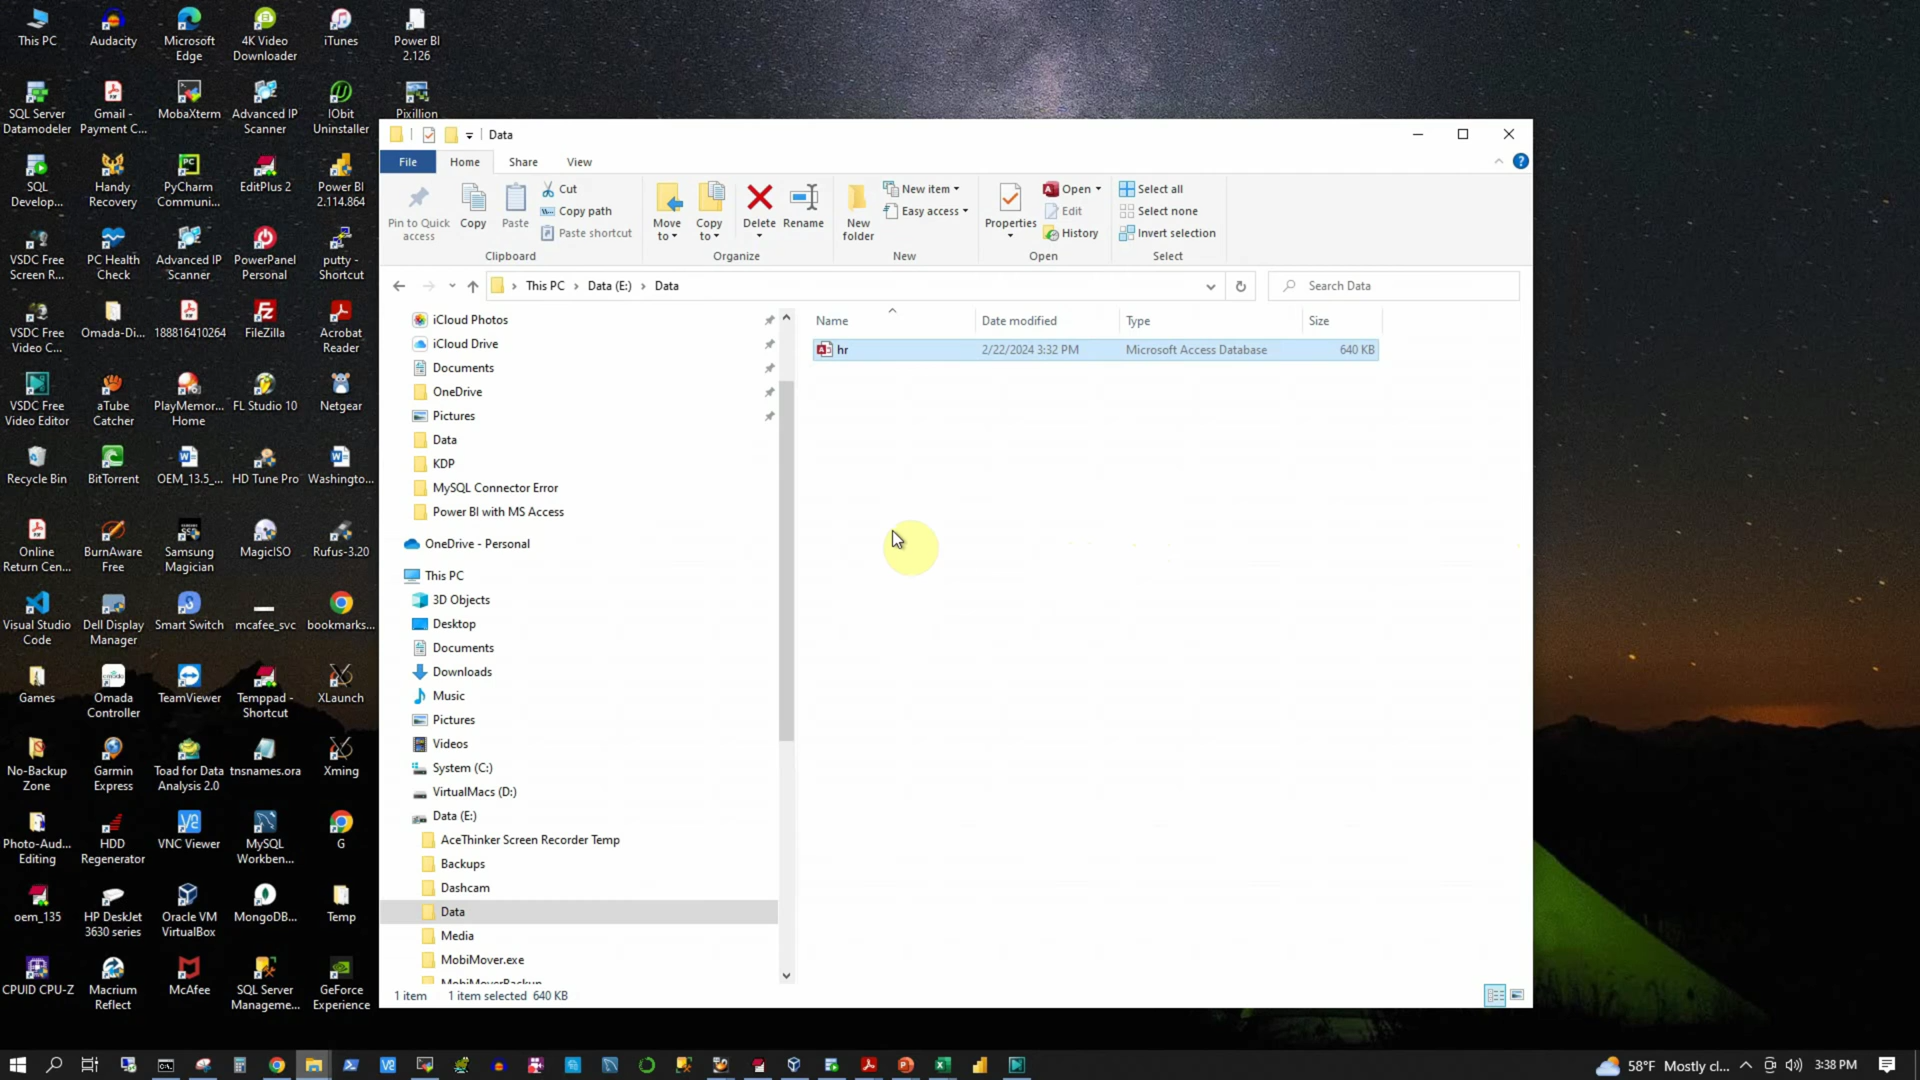 This PC
Audacity
Microsoft
Edge
4K Video
Downloader
iTunes
Power BI
2.126
SQL Server
Datamodeler
Gmail -
Payment C...
MobaXterm
Advanced IP
Scanner
IObit
Uninstaller
Pixillion
SQL
Develop...
Handy
Recovery
PyCharm
Communi...
EditPlus 2
Power BI
2.114.864
VSDC Free
Screen R...
PC Health
Check
Advanced IP
Scanner
PowerPanel
Personal
putty -
Shortcut
VSDC Free
Video C...
Omada-Di...
188816410264
FileZilla
Acrobat
Reader
VSDC Free
Video Editor
aTube
Catcher
PlayMemor...
Home
FL Studio 10
Netgear
Recycle Bin
BitTorrent
OEM_13.5_...
HD Tune Pro
Washingto...
Online
Return Cen...
BurnAware
Free
Samsung
Magician
MagicISO
Rufus-3.20
Visual Studio
Code
Dell Display
Manager
Smart Switch
mcafee_svc
bookmarks...
Games
Omada
Controller
TeamViewer
Temppad -
Shortcut
XLaunch
No-Backup
Zone
Garmin
Express
Toad for Data
Analysis 2.0
tnsnames.ora
Xming
Photo-Aud...
Editing
HDD
Regenerator
VNC Viewer
MySQL
Workben...
G
oem_135
HP DeskJet
3630 series
Oracle VM
VirtualBox
MongoDB...
Temp
CPUID CPU-Z
Macrium
Reflect
McAfee
SQL Server
Manageme...
GeForce
Experience
Data
File Home Share View
Pin to Quick
access
Copy
Paste
Cut
Copy path
Paste shortcut
Clipboard
Move
to
Copy
to
Delete
Rename
Organize
New
folder
New item
Easy access
New
Properties
Open
Edit
History
Open
Select all
Select none
Invert selection
Select
This PC > Data (E:) > Data
Search Data
iCloud Photos
iCloud Drive
Documents
OneDrive
Pictures
Data
KDP
MySQL Connector Error
Power BI with MS Access
OneDrive - Personal
This PC
3D Objects
Desktop
Documents
Downloads
Music
Pictures
Videos
System (C:)
VirtualMacs (D:)
Data (E:)
AceThinker Screen Recorder Temp
Backups
Dashcam
Data
Media
MobiMover.exe
MobiMoverBackup
Name Date modified Type Size
hr 2/22/2024 3:32 PM Microsoft Access Database 640 KB
1 item 1 item selected 640 KB
58°F Mostly cl... 3:38 PM